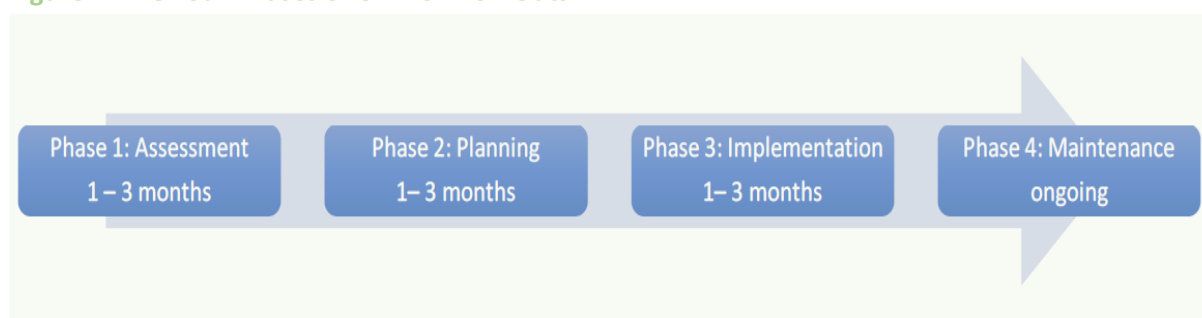 Phase 1: Assessment
1 – 3 months
Phase 2: Planning
1– 3 months
Phase 3: Implementation
1– 3 months
Phase 4: Maintenance
ongoing